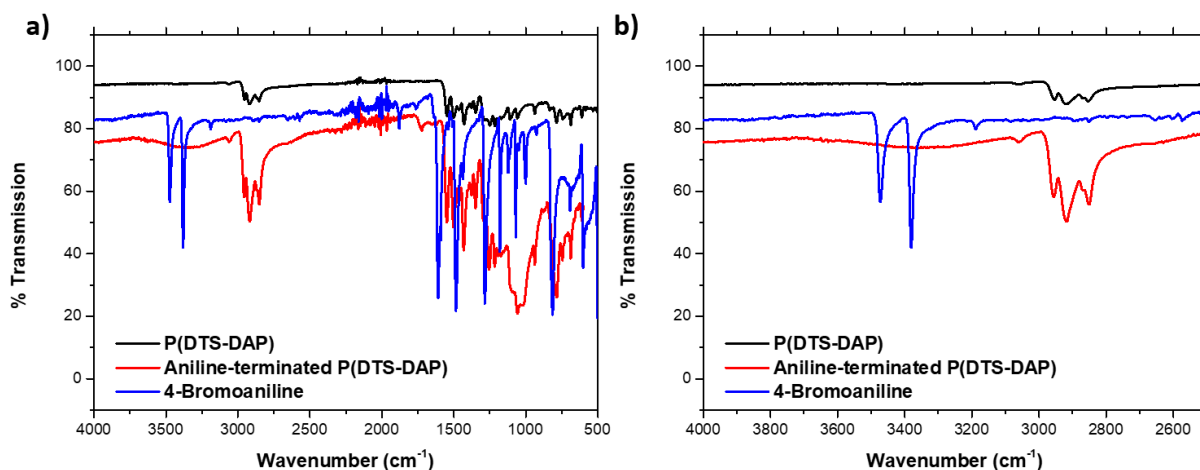 a)
100
80
60
40
20
0
% Transmission
P(DTS-DAP)
Aniline-terminated P(DTS-DAP)
4-Bromoaniline
4000 3500 3000 2500 2000 1500 1000 500
Wavenumber (cm⁻¹)
b)
100
80
60
40
20
0
% Transmission
P(DTS-DAP)
Aniline-terminated P(DTS-DAP)
4-Bromoaniline
4000 3800 3600 3400 3200 3000 2800 2600
Wavenumber (cm⁻¹)